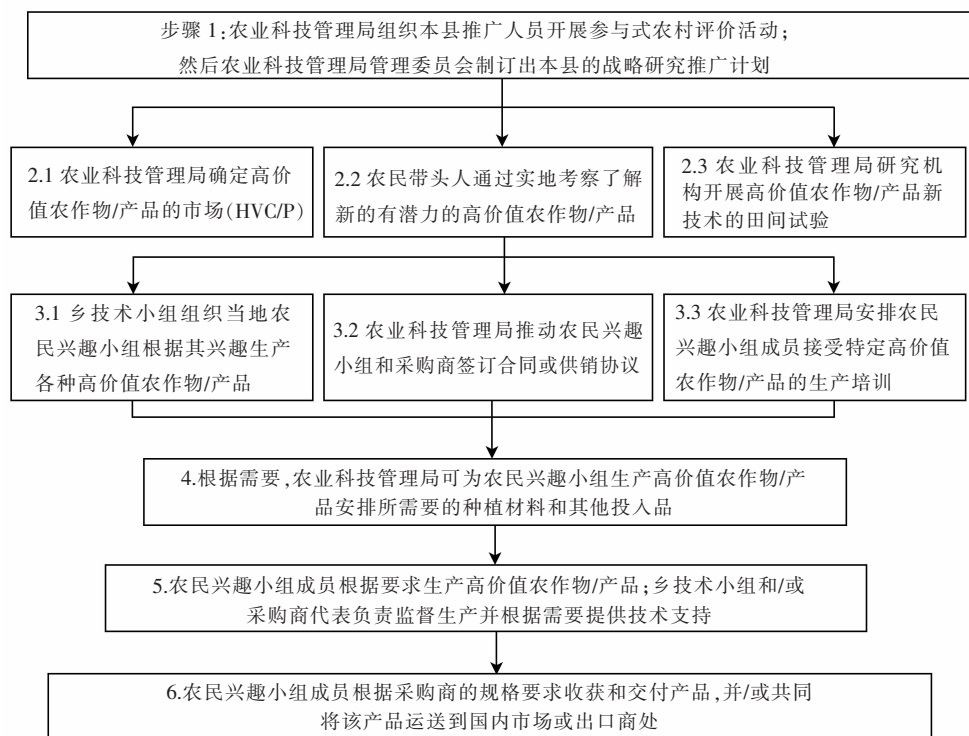 步骤 1:农业科技管理局组织本县推广人员开展参与式农村评价活动;
然后农业科技管理局管理委员会制订出本县的战略研究推广计划
2.1 农业科技管理局确定高价
值农作物/产品的市场(HVC/P)
2.2 农民带头人通过实地考察了解
新的有潜力的高价值农作物/产品
2.3 农业科技管理局研究机
构开展高价值农作物/产品新
技术的田间试验
3.1 乡技术小组组织当地农
民兴趣小组根据其兴趣生产
各种高价值农作物/产品
3.2 农业科技管理局推动农民兴趣
小组和采购商签订合同或供销协议
3.3 农业科技管理局安排农民
兴趣小组成员接受特定高价值
农作物/产品的生产培训
4.根据需要,农业科技管理局可为农民兴趣小组生产高价值农作物/产
品安排所需要的种植材料和其他投入品
5.农民兴趣小组成员根据要求生产高价值农作物/产品;乡技术小组和/或
采购商代表负责监督生产并根据需要提供技术支持
6.农民兴趣小组成员根据采购商的规格要求收获和交付产品,并/或共同
将该产品运送到国内市场或出口商处